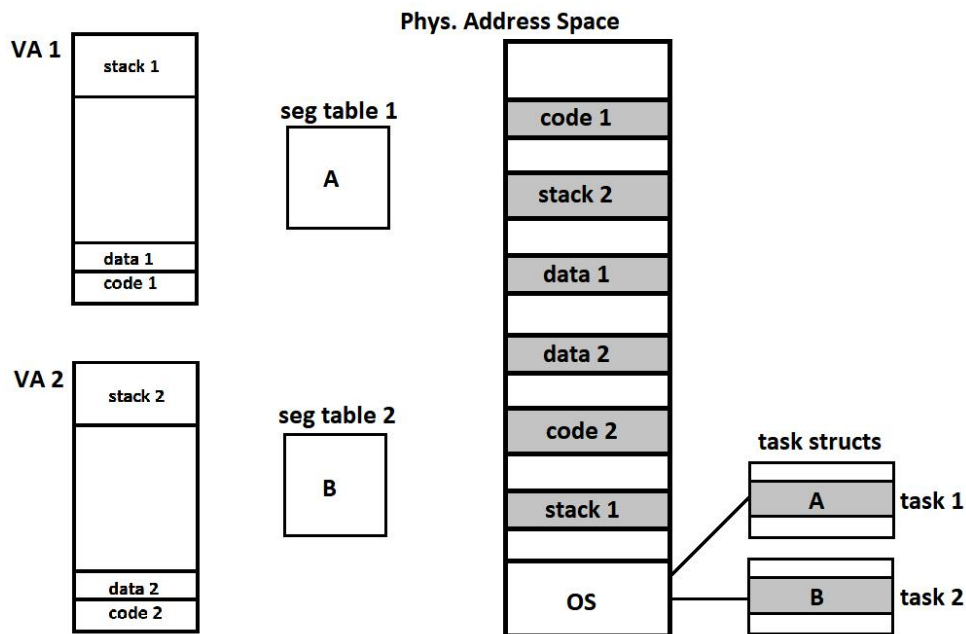 Phys. Address Space
VA 1
stack 1
data 1
code 1
seg table 1
A
VA 2
stack 2
data 2
code 2
seg table 2
B
code 1
stack 2
data 1
data 2
code 2
stack 1
OS
task structs
A
task 1
B
task 2